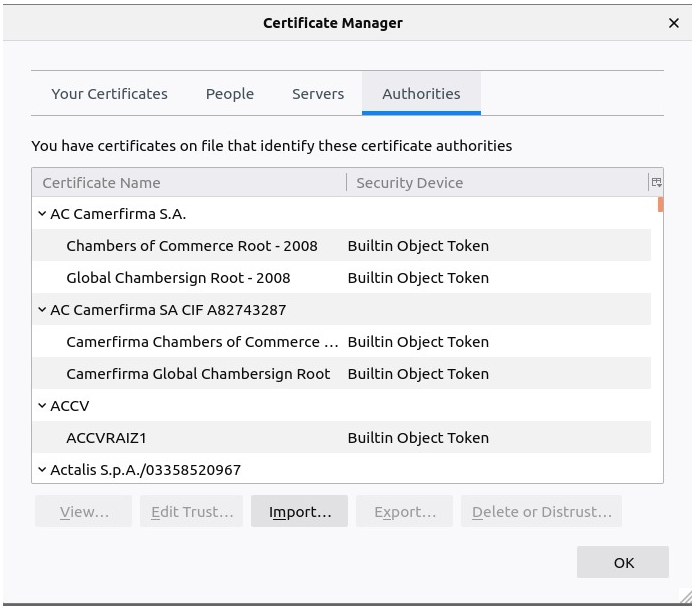 Certificate Manager
Your Certificates People Servers Authorities
You have certificates on file that identify these certificate authorities
Certificate Name Security Device
AC Camerfirma S.A.
Chambers of Commerce Root - 2008 Builtin Object Token
Global Chambersign Root - 2008 Builtin Object Token
AC Camerfirma SA CIF A82743287
Camerfirma Chambers of Commerce … Builtin Object Token
Camerfirma Global Chambersign Root Builtin Object Token
ACCV
ACCVRAIZ1 Builtin Object Token
Actalis S.p.A./03358520967
View… Edit Trust… Import… Export… Delete or Distrust…
OK